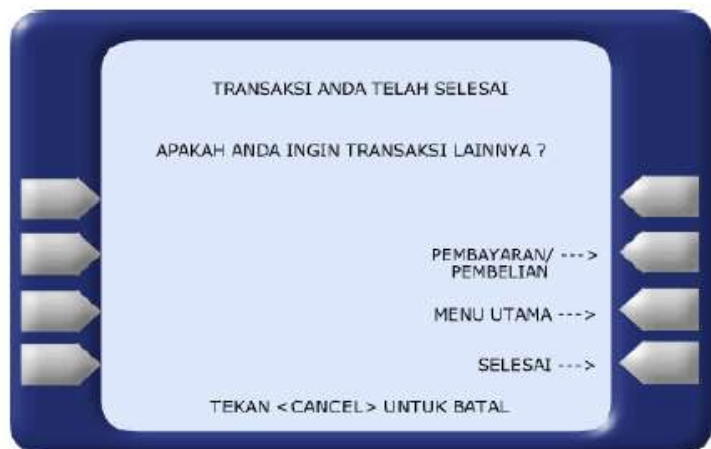 TRANSAKSI ANDA TELAH SELESAI
APAKAH ANDA INGIN TRANSAKSI LAINNYA ?
PEMBAYARAN/ --->
PEMBELIAN
MENU UTAMA --->
SELESAI --->
TEKAN <CANCEL> UNTUK BATAL